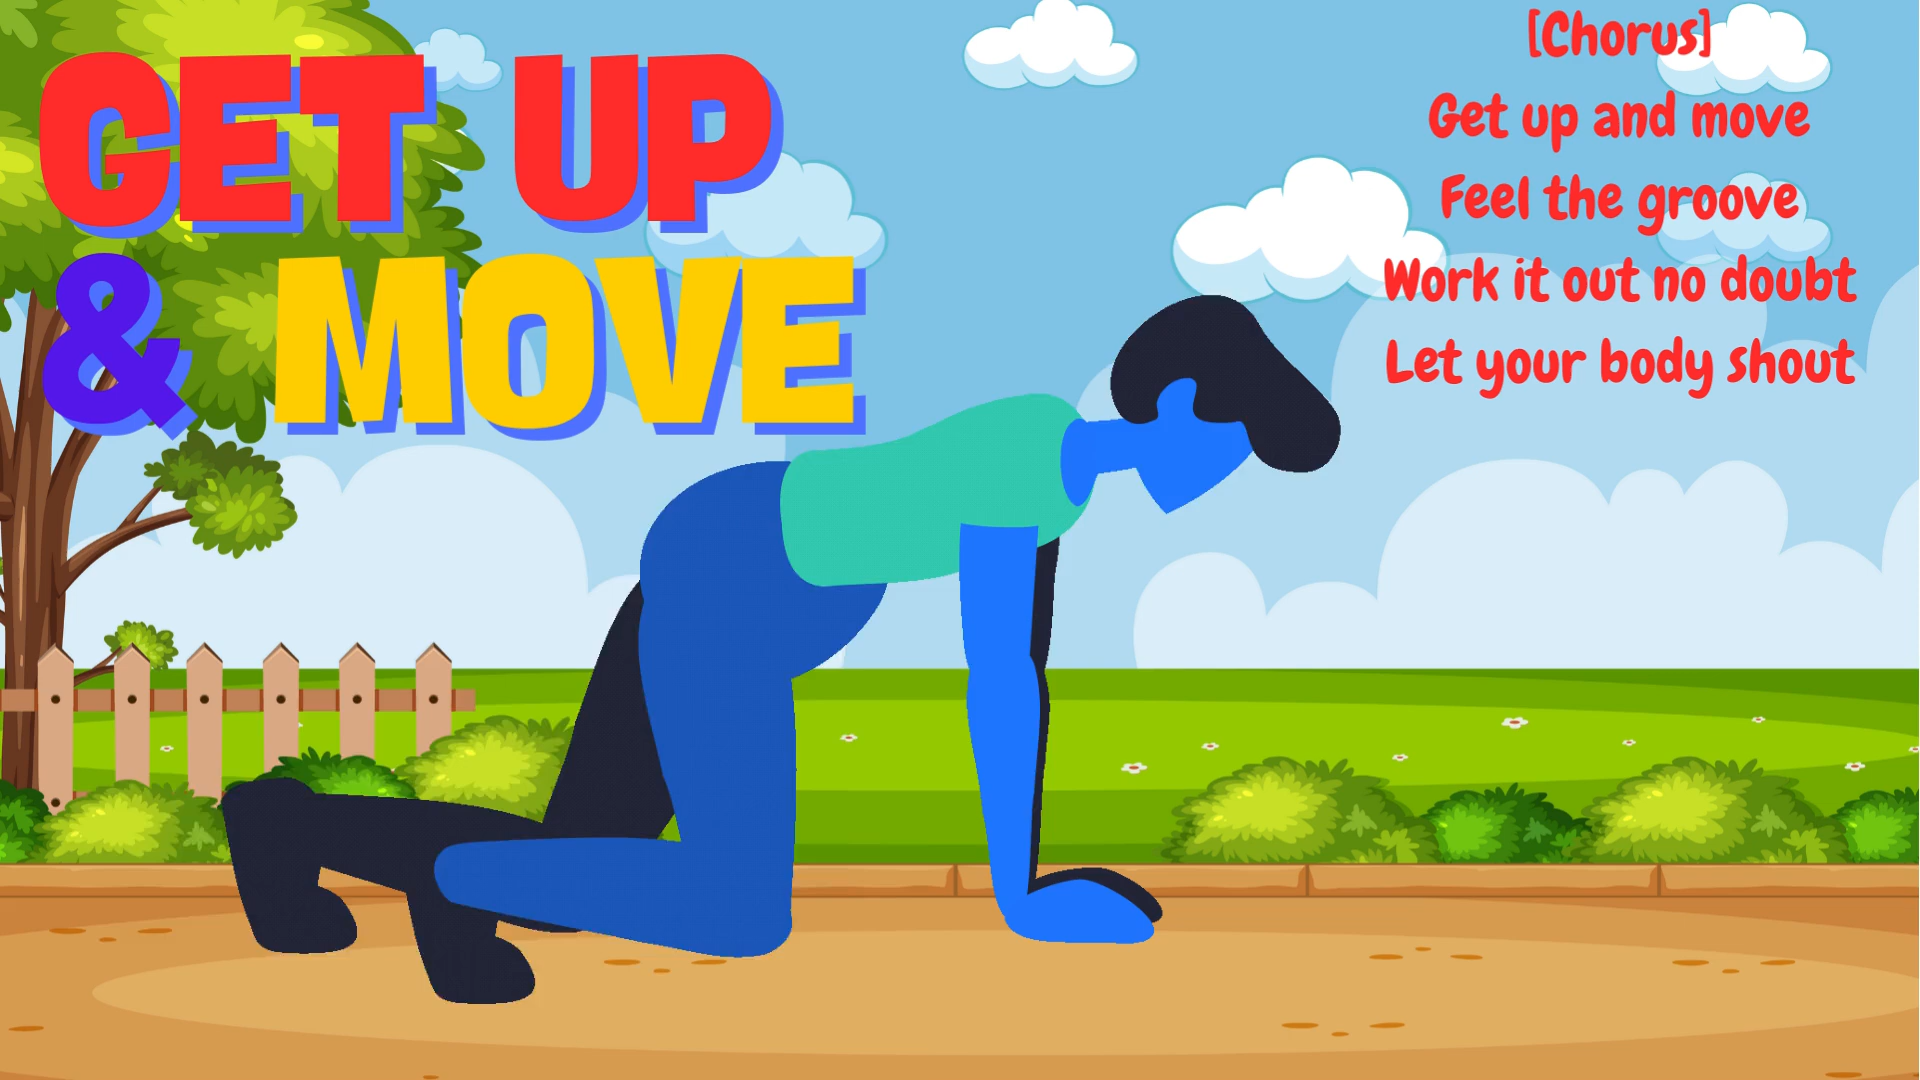 GET UP
& MOVE
[Chorus]
Get up and move
Feel the groove
Work it out no doubt
Let your body shout